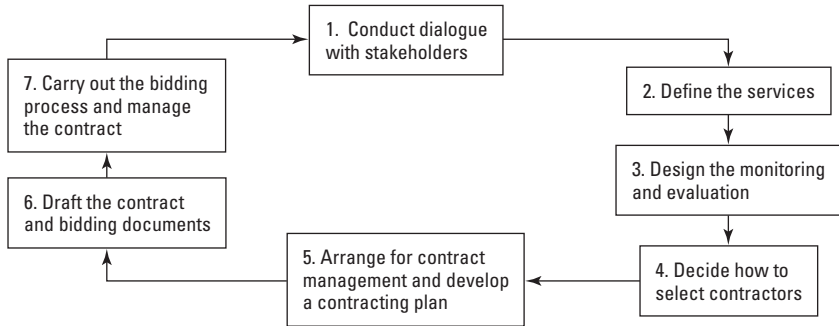 1. Conduct dialogue
with stakeholders
2. Define the services
3. Design the monitoring
and evaluation
4. Decide how to
select contractors
5. Arrange for contract
management and develop
a contracting plan
6. Draft the contract
and bidding documents
7. Carry out the bidding
process and manage
the contract